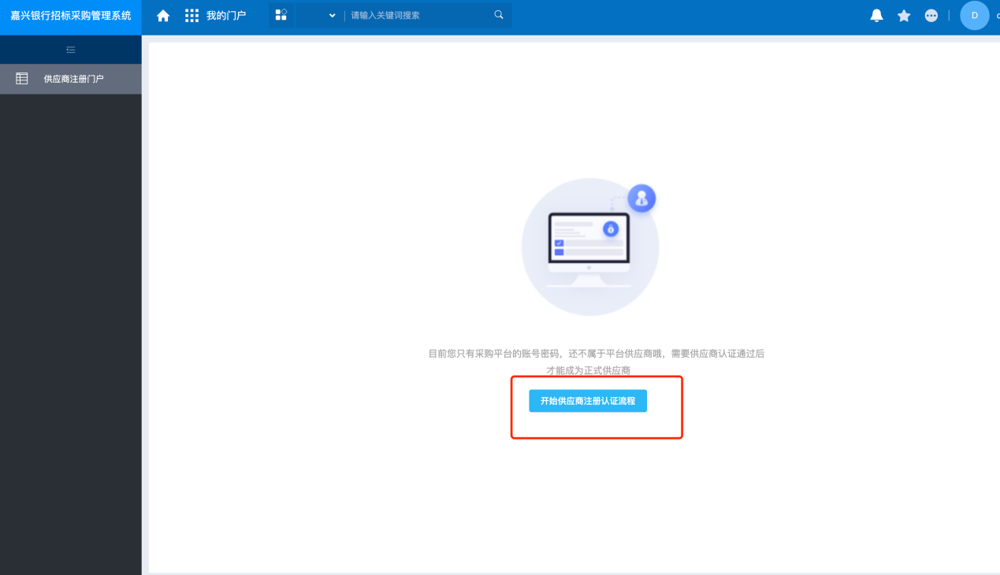 嘉兴银行招标采购管理系统
我的门户
请输入关键词搜索
D
供应商注册门户
目前您只有采购平台的账号密码，还不属于平台供应商哦，需要供应商认证通过后
才能成为正式供应商
开始供应商注册认证流程